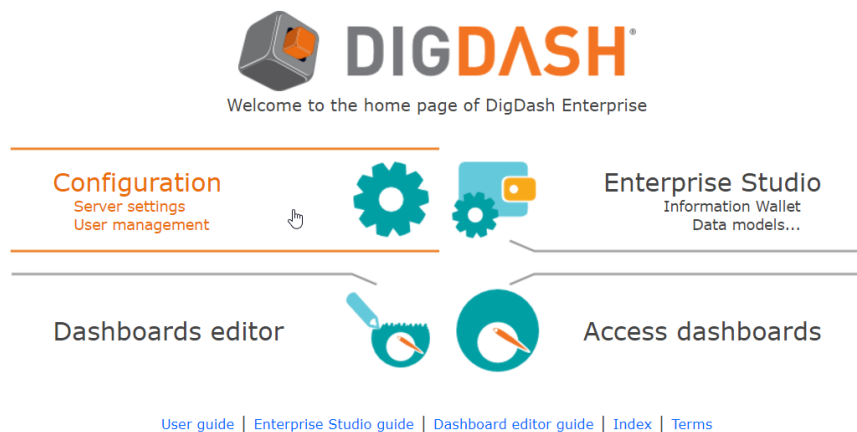 DIGDASH®
Welcome to the home page of DigDash Enterprise
Configuration
Server settings
User management
Enterprise Studio
Information Wallet
Data models...
Dashboards editor
Access dashboards
User guide | Enterprise Studio guide | Dashboard editor guide | Index | Terms